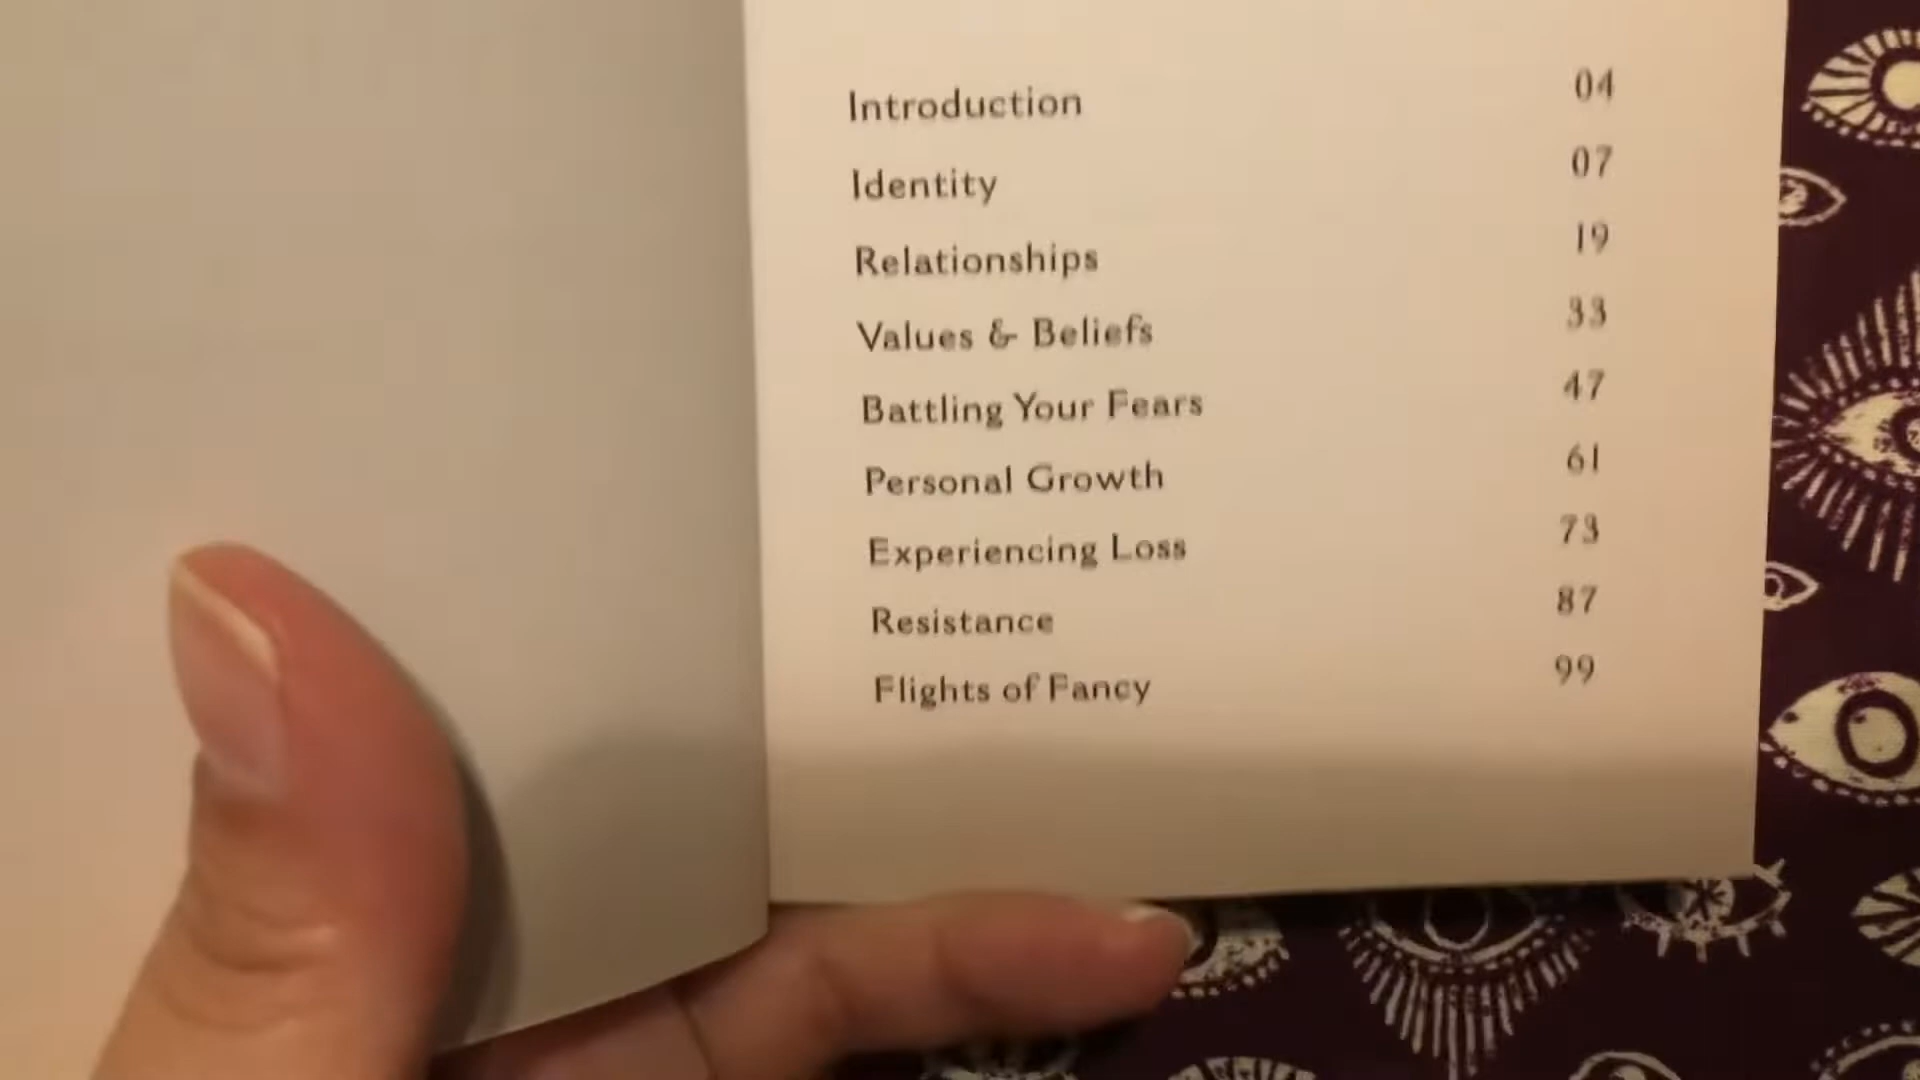 Introduction 04
Identity 07
Relationships 19
Values & Beliefs 33
Battling Your Fears 47
Personal Growth 61
Experiencing Loss 73
Resistance 87
Flights of Fancy 99